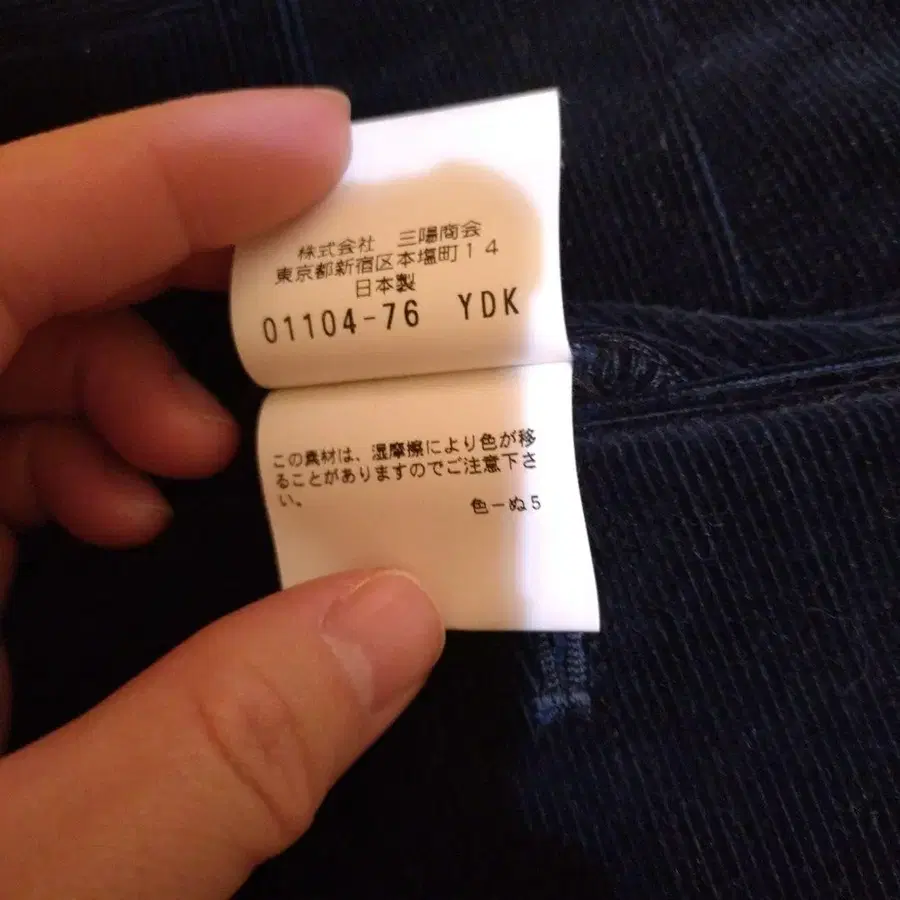 株式会社　三陽商会
東京都新宿区本塩町１４
日本製
01104-76 YDK
この素材は、湿摩擦により色が移
ることがありますのでご注意下さ
い。
色－ぬ５